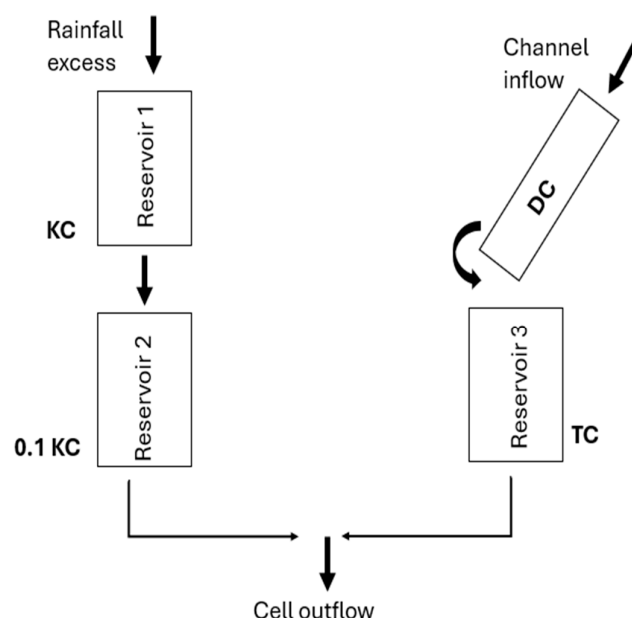 Rainfall
excess
Channel
inflow
Reservoir 1
DC
KC
Reservoir 2
Reservoir 3
0.1 KC
TC
Cell outflow